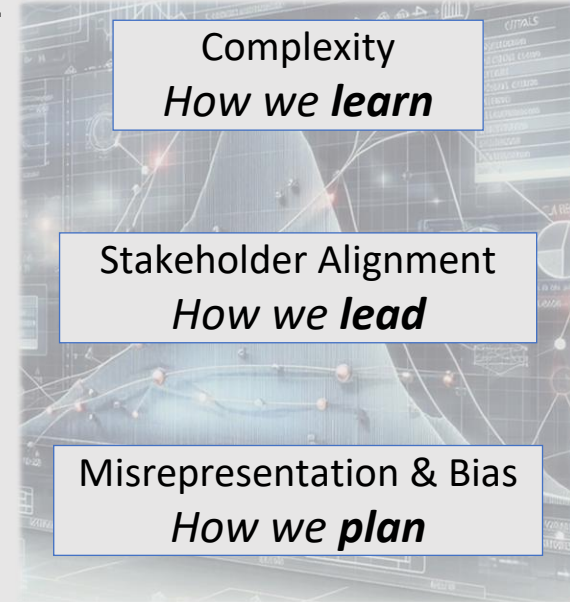 Complexity
How we learn
Stakeholder Alignment
How we lead
Misrepresentation & Bias
How we plan